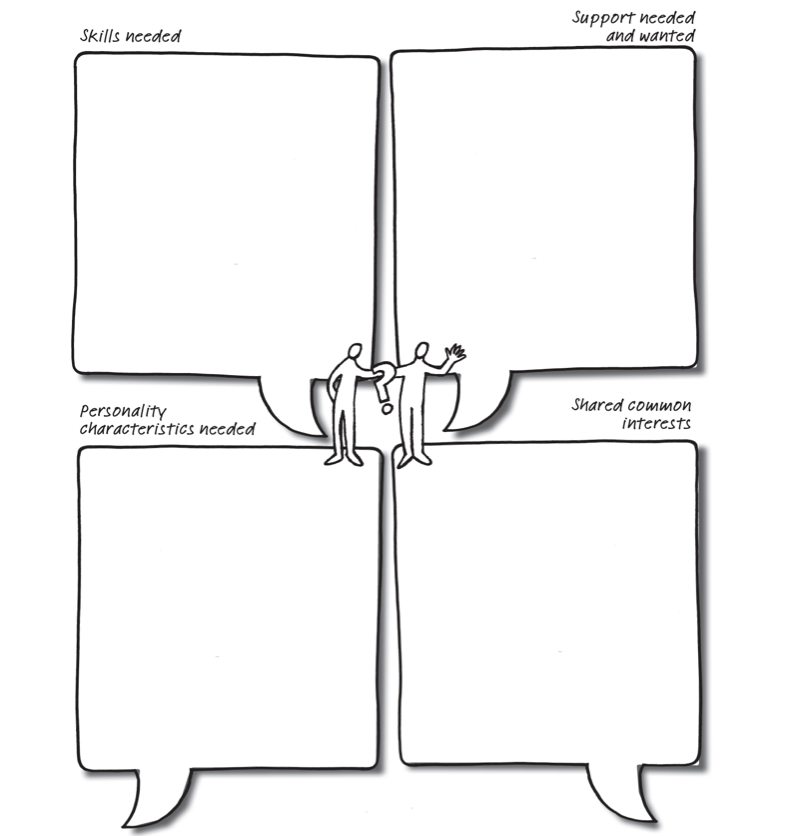 Skills needed
Support needed
and wanted
Personality
characteristics needed
Shared common
interests